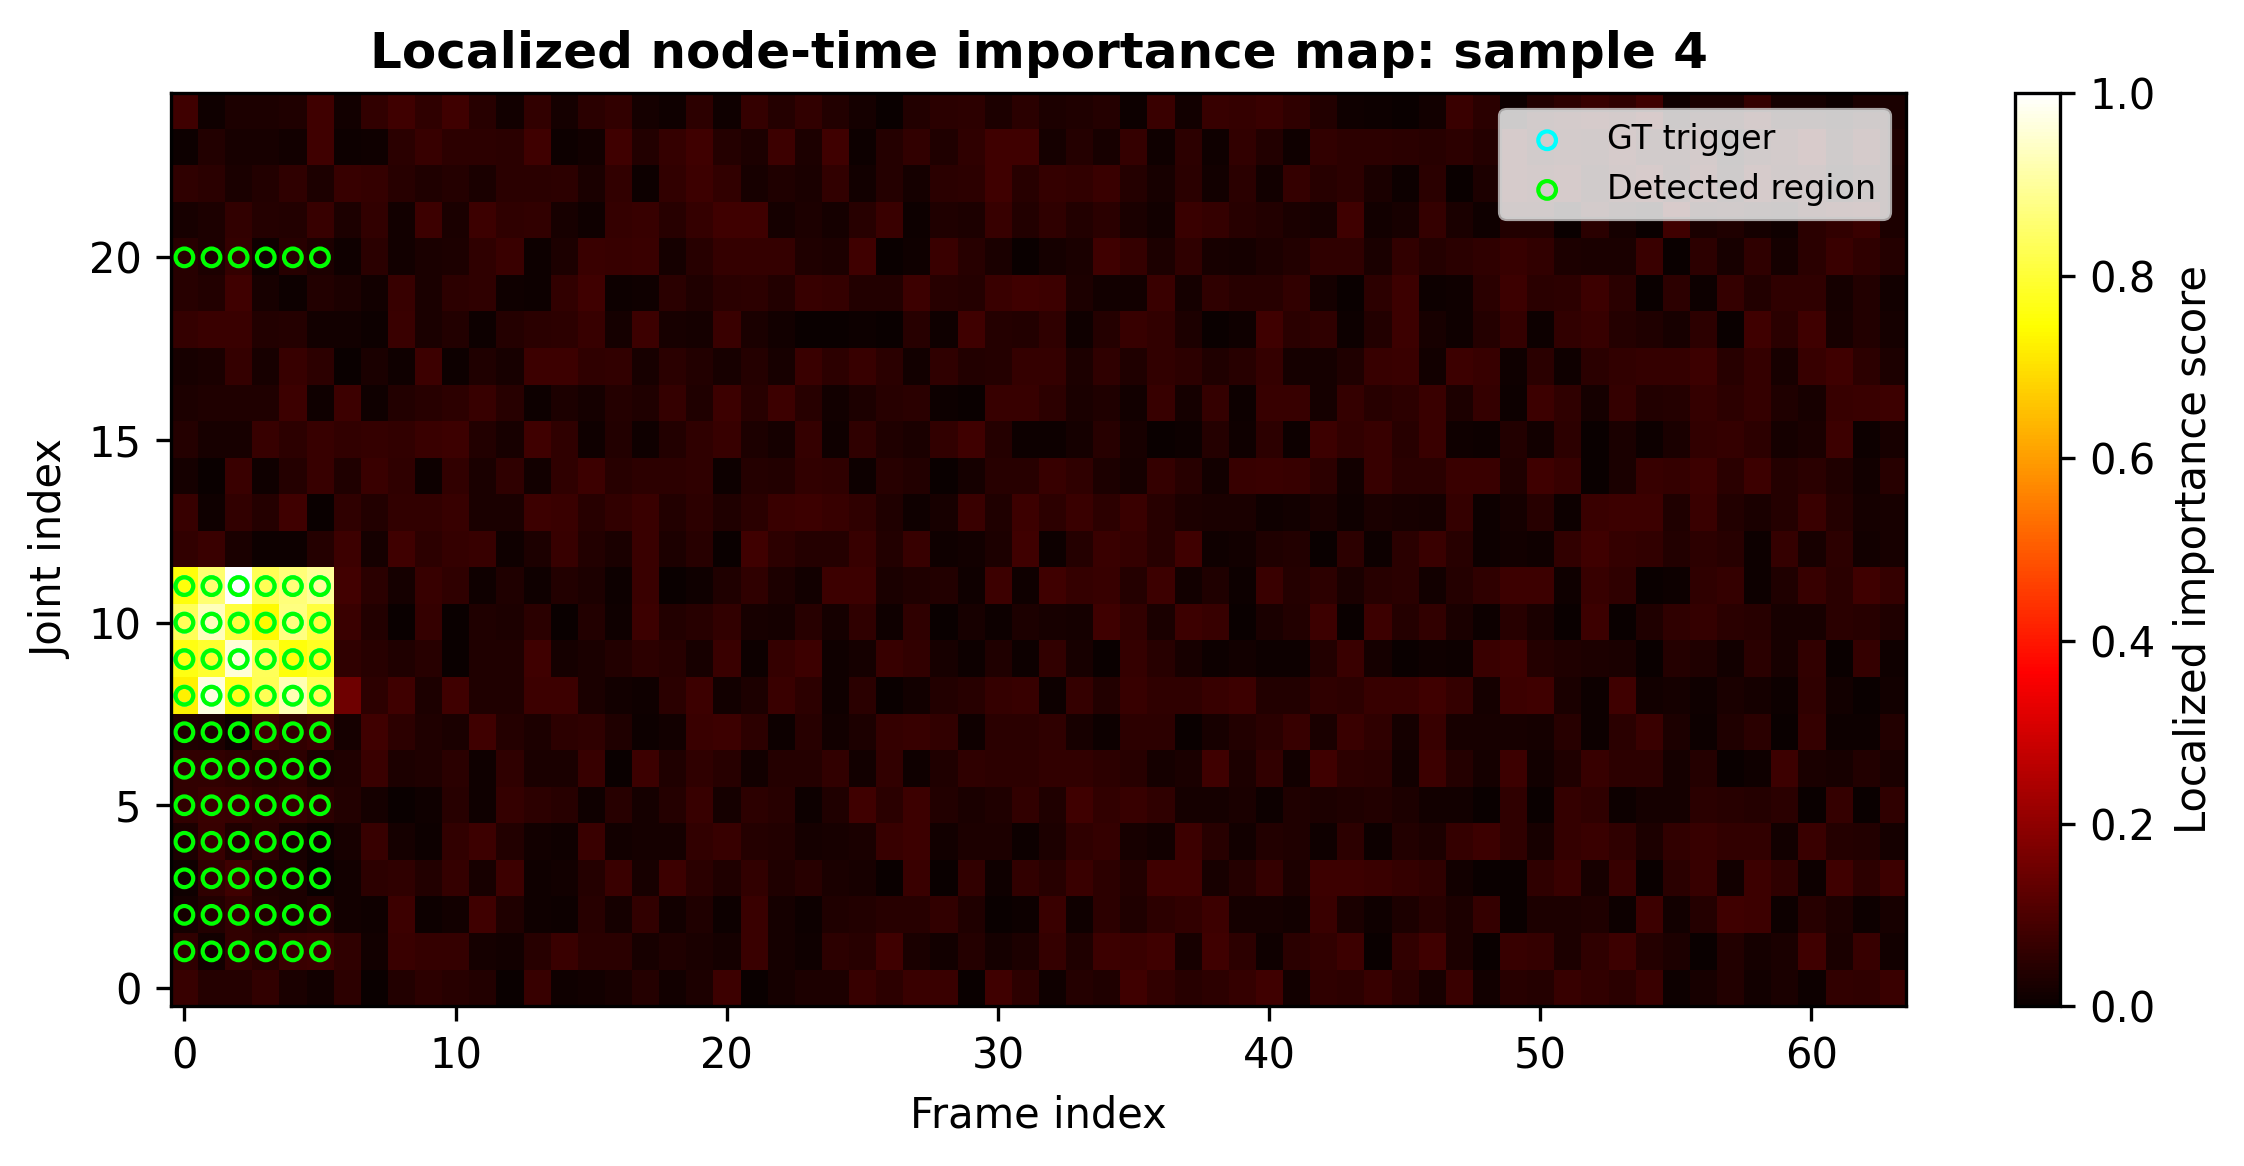 Localized node-time importance map: sample 4
GT trigger
Detected region
20
15
10
5
0
Joint index
0 10 20 30 40 50 60
Frame index
1.0
0.8
0.6
0.4
0.2
0.0
Localized importance score